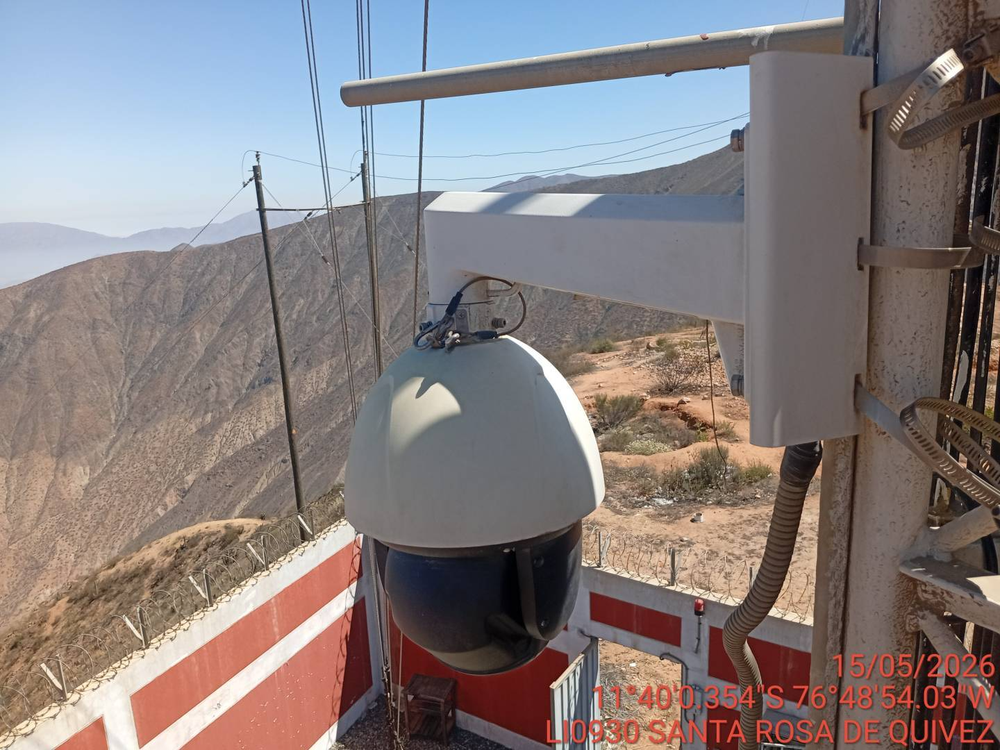 15/05/2026
11°40'0.354"S 76°48'54.03"W
LI0930 SANTA ROSA DE QUIVEZ